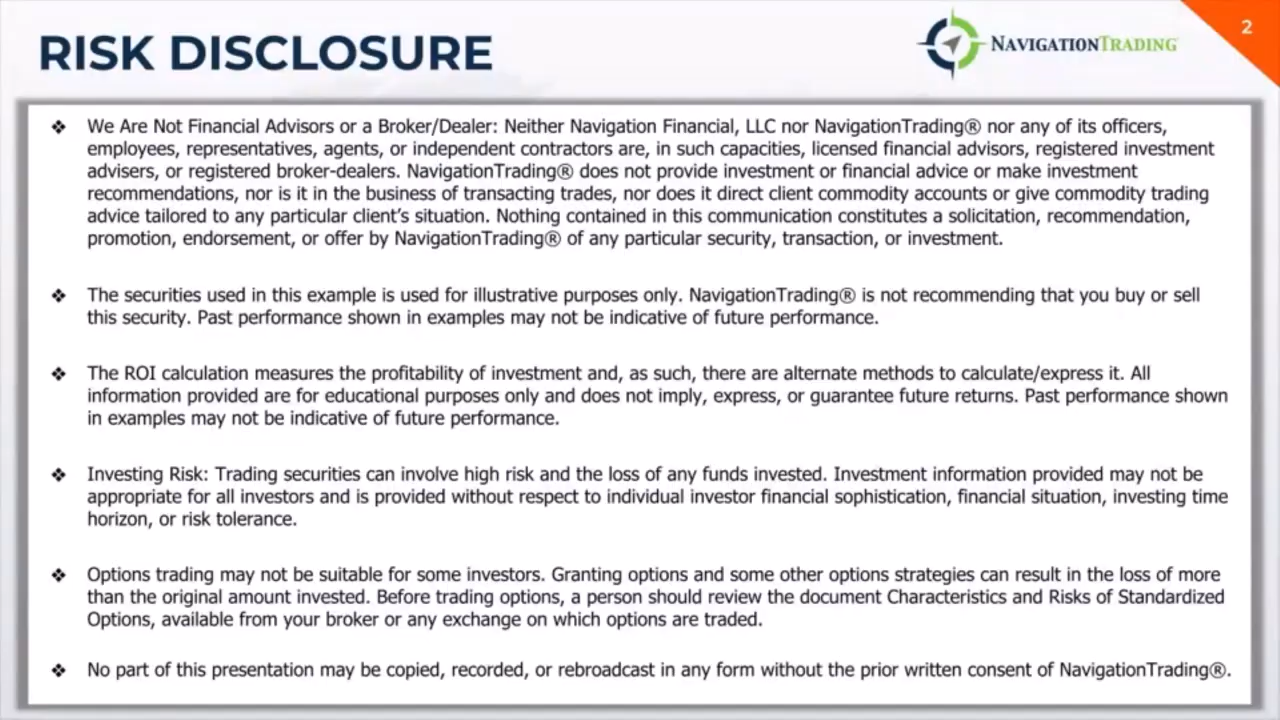 RISK DISCLOSURE
NAVIGATIONTRADING
2
❖ We Are Not Financial Advisors or a Broker/Dealer: Neither Navigation Financial, LLC nor NavigationTrading® nor any of its officers,
employees, representatives, agents, or independent contractors are, in such capacities, licensed financial advisors, registered investment
advisers, or registered broker-dealers. NavigationTrading® does not provide investment or financial advice or make investment
recommendations, nor is it in the business of transacting trades, nor does it direct client commodity accounts or give commodity trading
advice tailored to any particular client's situation. Nothing contained in this communication constitutes a solicitation, recommendation,
promotion, endorsement, or offer by NavigationTrading® of any particular security, transaction, or investment.
❖ The securities used in this example is used for illustrative purposes only. NavigationTrading® is not recommending that you buy or sell
this security. Past performance shown in examples may not be indicative of future performance.
❖ The ROI calculation measures the profitability of investment and, as such, there are alternate methods to calculate/express it. All
information provided are for educational purposes only and does not imply, express, or guarantee future returns. Past performance shown
in examples may not be indicative of future performance.
❖ Investing Risk: Trading securities can involve high risk and the loss of any funds invested. Investment information provided may not be
appropriate for all investors and is provided without respect to individual investor financial sophistication, financial situation, investing time
horizon, or risk tolerance.
❖ Options trading may not be suitable for some investors. Granting options and some other options strategies can result in the loss of more
than the original amount invested. Before trading options, a person should review the document Characteristics and Risks of Standardized
Options, available from your broker or any exchange on which options are traded.
❖ No part of this presentation may be copied, recorded, or rebroadcast in any form without the prior written consent of NavigationTrading®.